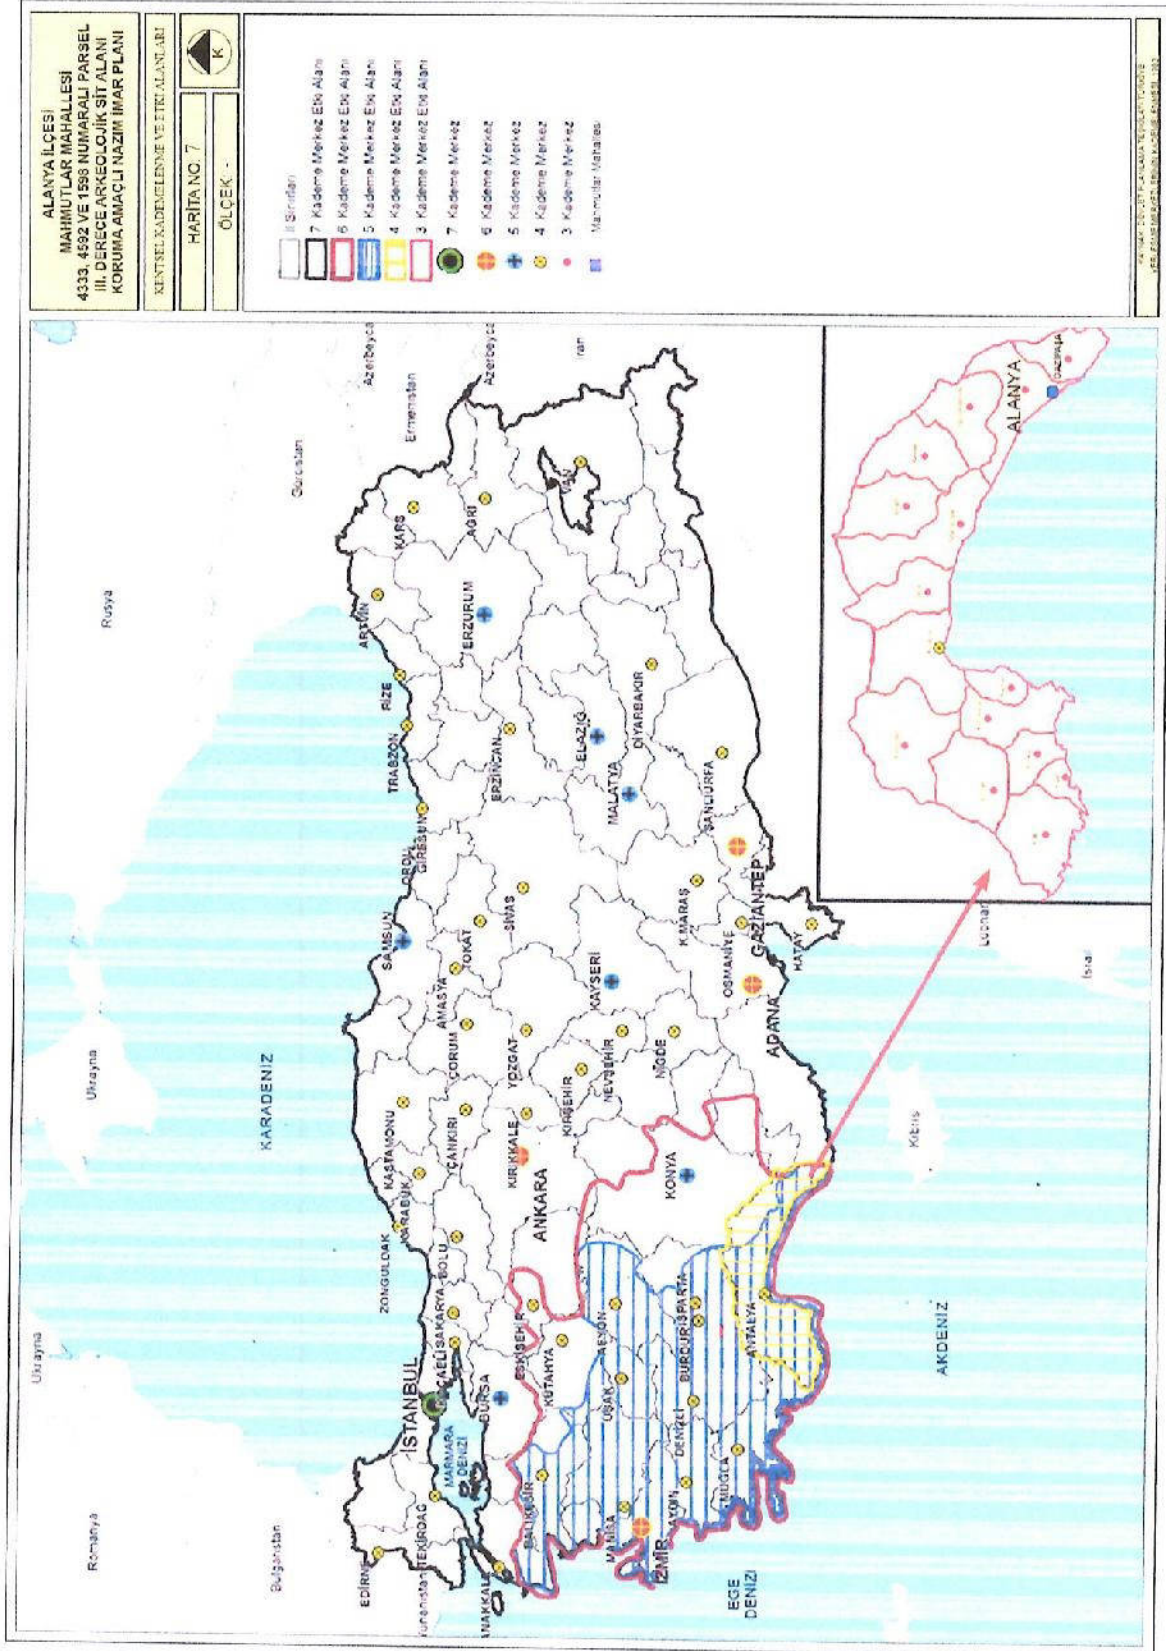 ALANYA İLÇESİ
MAHMUTLAR MAHALLESİ
4333, 4592 VE 1598 NUMARALI PARSEL
III. DERECE ARKEOLOJİK SİT ALANI
KORUMA AMAÇLI NAZIM İMAR PLANI
KENTSEL KADEMELENME VE ETKİ ALANLARI
HARİTA NO: 7
K
ÖLÇEK: -
İl Sınırları
7 Kademe Merkez Etki Alanı
6 Kademe Merkez Etki Alanı
5 Kademe Merkez Etki Alanı
4 Kademe Merkez Etki Alanı
3 Kademe Merkez Etki Alanı
7 Kademe Merkez
6 Kademe Merkez
5 Kademe Merkez
4 Kademe Merkez
3 Kademe Merkez
Mahmutlar Mahallesi
Romanya
Ukrayna
Ukrayna
Rusya
Bulgaristan
KARADENİZ
Gürcistan
Azerbeyca
Ermenistan
Azerbeyca
İran
Yunanistan
EDİRNE
TEKİRDAĞ
İSTANBUL
KOCAELİ
SAKARYA
BOLU
ZONGULDAK
KARABÜK
KASTAMONU
ÇANKIRI
ÇORUM
AMASYA
SAMSUN
TOKAT
ORDU
GİRESUN
TRABZON
RİZE
ARTVİN
KARS
AĞRI
ERZURUM
ERZİNCAN
SİVAS
YOZGAT
KIRIKKALE
ANKARA
KIRŞEHİR
NEVŞEHİR
KAYSERİ
NİĞDE
MALATYA
ELAZIĞ
DİYARBAKIR
VAN
ŞANLIURFA
K.MARAŞ
GAZİANTEP
OSMANİYE
HATAY
ADANA
KONYA
MARMARA
DENİZİ
ANAKKALE
BURSA
ESKİŞEHİR
KÜTAHYA
BALIKESİR
MANİSA
İZMİR
UŞAK
AFYON
AYDIN
DENİZLİ
BURDUR
ISPARTA
MUĞLA
ANTALYA
EGE
DENİZİ
AKDENİZ
Kıbrıs
Lübnan
İsrail
ALANYA
GAZİPAŞA